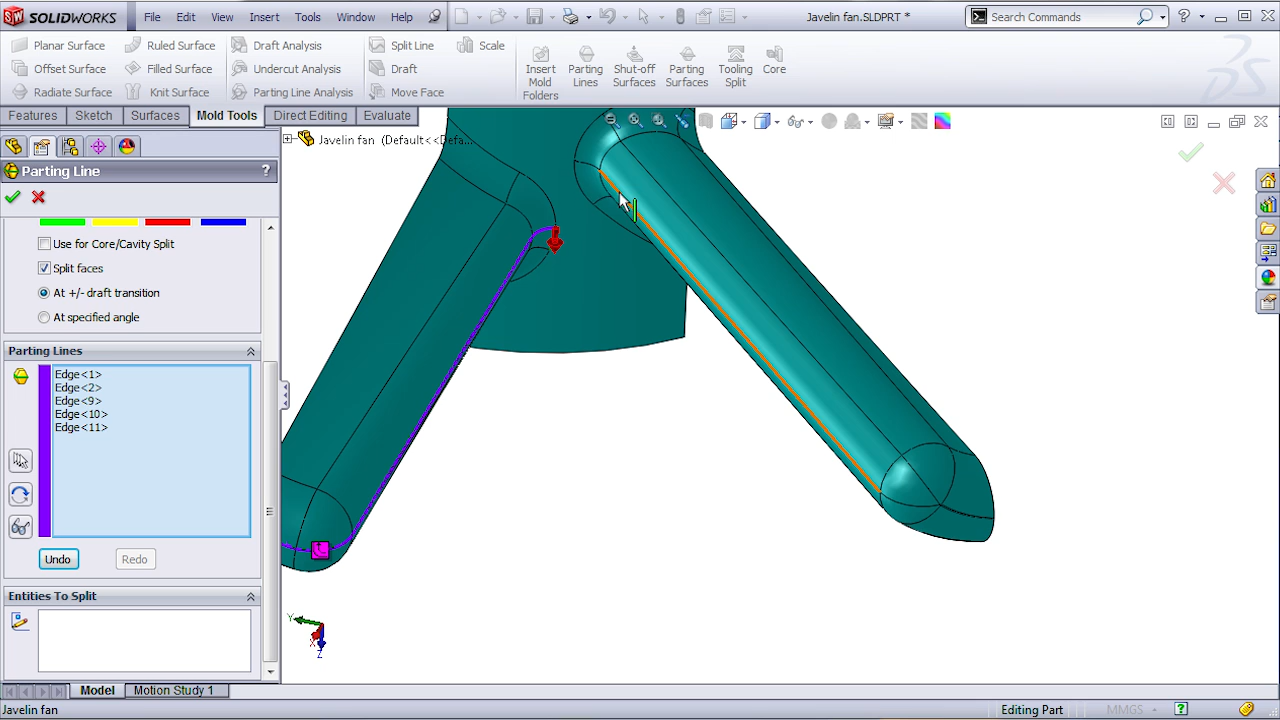 SOLIDWORKS File Edit View Insert Tools Window Help Javelin fan.SLDPRT * Search Commands ?
Planar Surface Ruled Surface Draft Analysis Split Line Scale
Offset Surface Filled Surface Undercut Analysis Draft
Radiate Surface Knit Surface Parting Line Analysis Move Face
Insert Mold Folders
Parting Lines
Shut-off Surfaces
Parting Surfaces
Tooling Split
Core
Features Sketch Surfaces Mold Tools Direct Editing Evaluate
Javelin fan (Default<<Defa...
Parting Line ?
Use for Core/Cavity Split
Split faces
At +/- draft transition
At specified angle
Parting Lines
Edge<1>
Edge<2>
Edge<9>
Edge<10>
Edge<11>
Undo Redo
Entities To Split
Y
X
Z
Model Motion Study 1
Javelin fan Editing Part MMGS ?